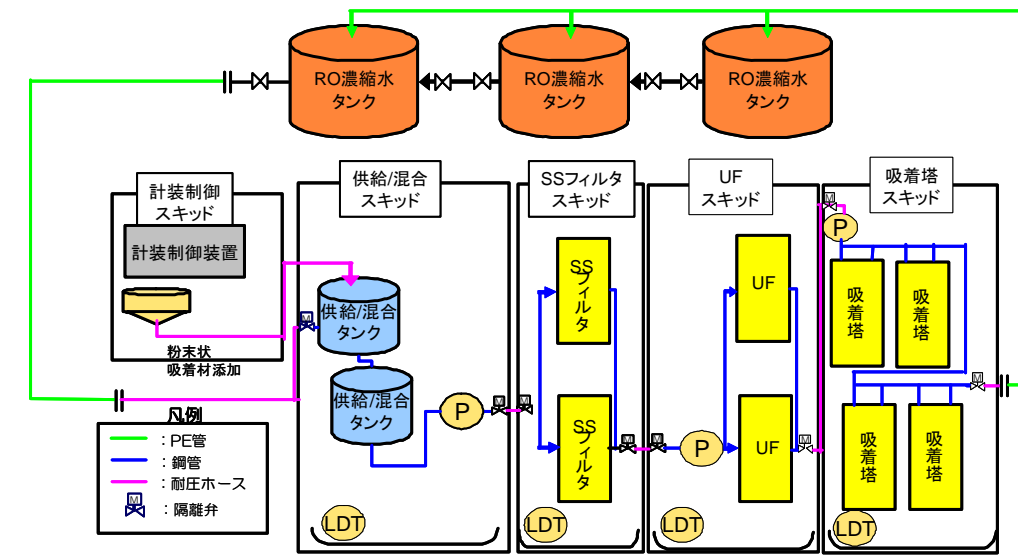 RO濃縮水
タンク
RO濃縮水
タンク
RO濃縮水
タンク
計装制御
スキッド
供給/混合
スキッド
SSフィルタ
スキッド
UF
スキッド
吸着塔
スキッド
計装制御装置
粉末状
吸着材添加
M
供給/混合
タンク
供給/混合
タンク
P
M
M
SSフィルタ
SSフィルタ
M
M
P
UF
UF
M
M
P
吸着塔
吸着塔
M
吸着塔
吸着塔
LDT
LDT
LDT
LDT
凡例
：PE管
：鋼管
：耐圧ホース
M
：隔離弁